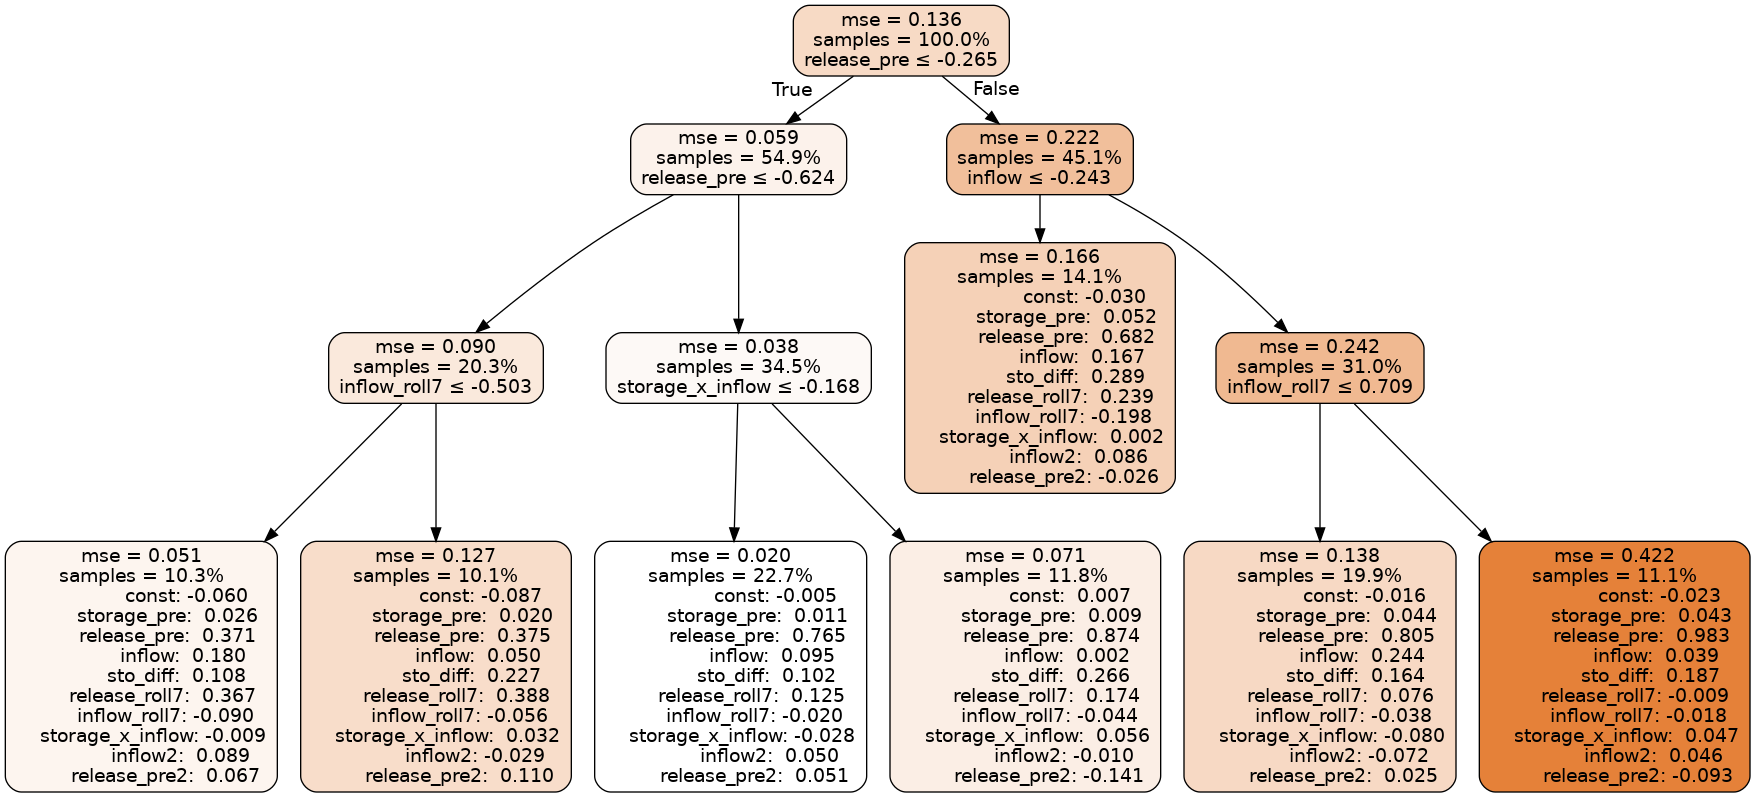 mse = 0.136
samples = 100.0%
release_pre ≤ -0.265
True
False
mse = 0.059
samples = 54.9%
release_pre ≤ -0.624
mse = 0.222
samples = 45.1%
inflow ≤ -0.243
mse = 0.166
samples = 14.1%
const: -0.030
storage_pre: 0.052
release_pre: 0.682
inflow: 0.167
sto_diff: 0.289
release_roll7: 0.239
inflow_roll7: -0.198
storage_x_inflow: 0.002
inflow2: 0.086
release_pre2: -0.026
mse = 0.090
samples = 20.3%
inflow_roll7 ≤ -0.503
mse = 0.038
samples = 34.5%
storage_x_inflow ≤ -0.168
mse = 0.242
samples = 31.0%
inflow_roll7 ≤ 0.709
mse = 0.051
samples = 10.3%
const: -0.060
storage_pre: 0.026
release_pre: 0.371
inflow: 0.180
sto_diff: 0.108
release_roll7: 0.367
inflow_roll7: -0.090
storage_x_inflow: -0.009
inflow2: 0.089
release_pre2: 0.067
mse = 0.127
samples = 10.1%
const: -0.087
storage_pre: 0.020
release_pre: 0.375
inflow: 0.050
sto_diff: 0.227
release_roll7: 0.388
inflow_roll7: -0.056
storage_x_inflow: 0.032
inflow2: -0.029
release_pre2: 0.110
mse = 0.020
samples = 22.7%
const: -0.005
storage_pre: 0.011
release_pre: 0.765
inflow: 0.095
sto_diff: 0.102
release_roll7: 0.125
inflow_roll7: -0.020
storage_x_inflow: -0.028
inflow2: 0.050
release_pre2: 0.051
mse = 0.071
samples = 11.8%
const: 0.007
storage_pre: 0.009
release_pre: 0.874
inflow: 0.002
sto_diff: 0.266
release_roll7: 0.174
inflow_roll7: -0.044
storage_x_inflow: 0.056
inflow2: -0.010
release_pre2: -0.141
mse = 0.138
samples = 19.9%
const: -0.016
storage_pre: 0.044
release_pre: 0.805
inflow: 0.244
sto_diff: 0.164
release_roll7: 0.076
inflow_roll7: -0.038
storage_x_inflow: -0.080
inflow2: -0.072
release_pre2: 0.025
mse = 0.422
samples = 11.1%
const: -0.023
storage_pre: 0.043
release_pre: 0.983
inflow: 0.039
sto_diff: 0.187
release_roll7: -0.009
inflow_roll7: -0.018
storage_x_inflow: 0.047
inflow2: 0.046
release_pre2: -0.093